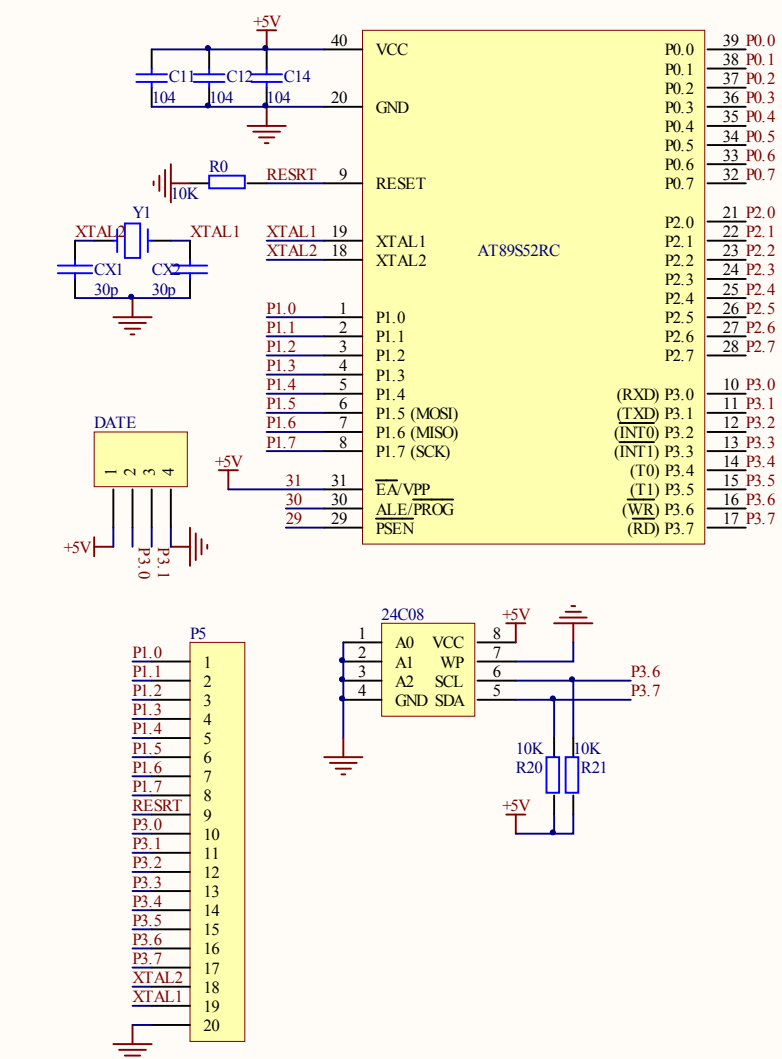 +5V
40 VCC
C11 C12 C14
104 104 104
20 GND
R0
10K
RESRT 9 RESET
Y1
XTAL2 XTAL1
CX1 CX2
30p 30p
XTAL1 19 XTAL1
XTAL2 18 XTAL2
AT89S52RC
P1.0 1 P1.0
P1.1 2 P1.1
P1.2 3 P1.2
P1.3 4 P1.3
P1.4 5 P1.4
P1.5 6 P1.5 (MOSI)
P1.6 7 P1.6 (MISO)
P1.7 8 P1.7 (SCK)
+5V
31 31 EA/VPP
30 30 ALE/PROG
29 29 PSEN
P0.0 39 P0.0
P0.1 38 P0.1
P0.2 37 P0.2
P0.3 36 P0.3
P0.4 35 P0.4
P0.5 34 P0.5
P0.6 33 P0.6
P0.7 32 P0.7
P2.0 21 P2.0
P2.1 22 P2.1
P2.2 23 P2.2
P2.3 24 P2.3
P2.4 25 P2.4
P2.5 26 P2.5
P2.6 27 P2.6
P2.7 28 P2.7
(RXD) P3.0 10 P3.0
(TXD) P3.1 11 P3.1
(INT0) P3.2 12 P3.2
(INT1) P3.3 13 P3.3
(T0) P3.4 14 P3.4
(T1) P3.5 15 P3.5
(WR) P3.6 16 P3.6
(RD) P3.7 17 P3.7
DATE
1 2 3 4
+5V P3.0 P3.1
24C08
1 A0 VCC 8 +5V
2 A1 WP 7
3 A2 SCL 6 P3.6
4 GND SDA 5 P3.7
10K 10K
R20 R21
+5V
P5
P1.0 1
P1.1 2
P1.2 3
P1.3 4
P1.4 5
P1.5 6
P1.6 7
P1.7 8
RESRT 9
P3.0 10
P3.1 11
P3.2 12
P3.3 13
P3.4 14
P3.5 15
P3.6 16
P3.7 17
XTAL2 18
XTAL1 19
20